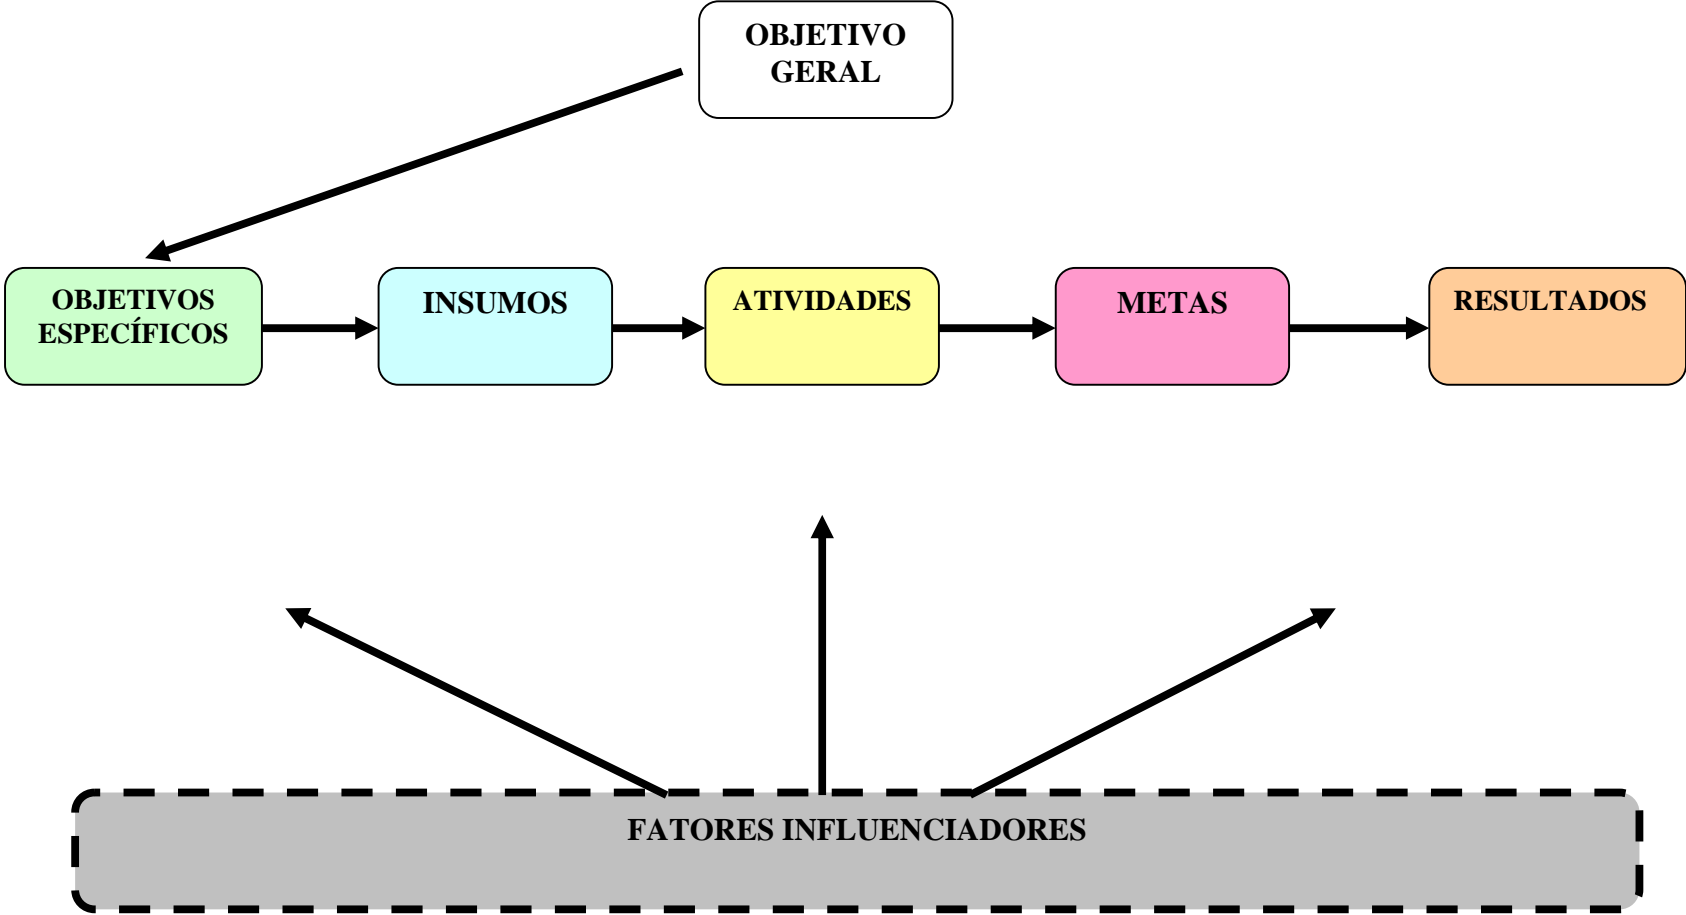 OBJETIVO
GERAL
OBJETIVOS
ESPECÍFICOS
INSUMOS
ATIVIDADES
METAS
RESULTADOS
FATORES INFLUENCIADORES